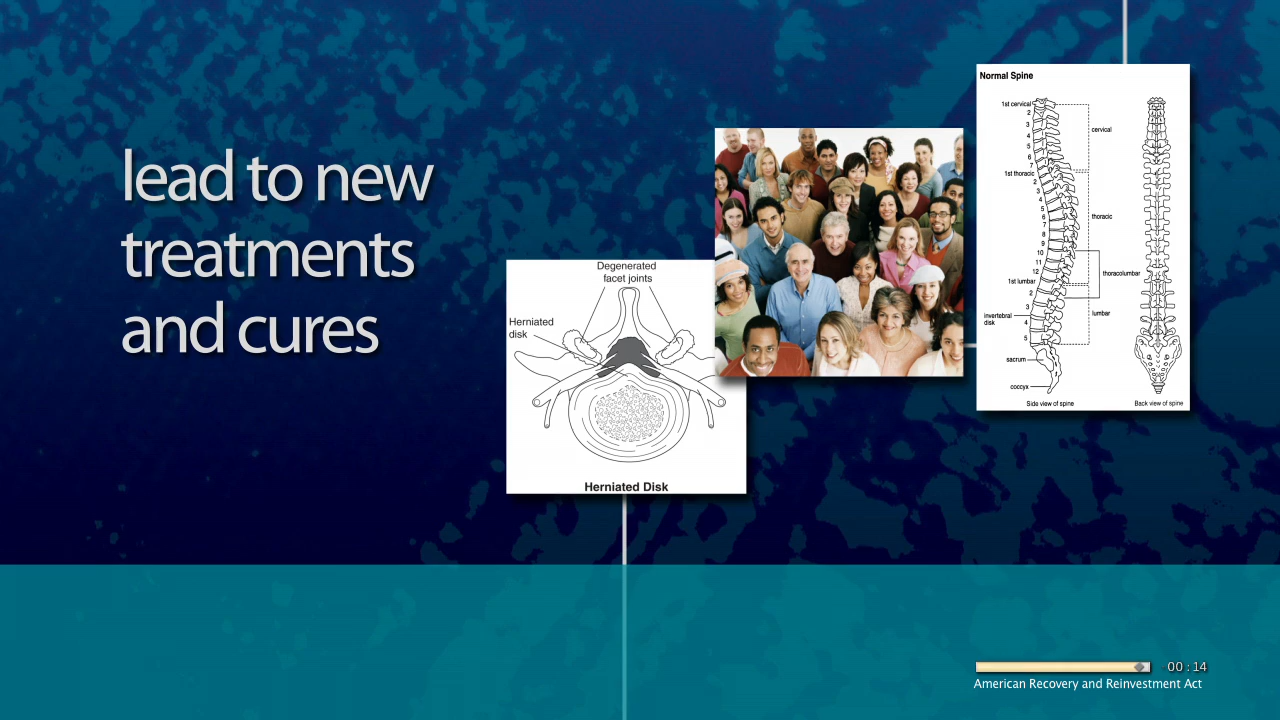 lead to new
treatments
and cures
Degenerated
facet joints
Herniated
disk
Herniated Disk
Normal Spine
1st cervical
2
3
4
5
6
7
1st thoracic
2
3
4
5
6
7
8
9
10
11
12
1st lumbar
2
3
invertebral
disk
4
5
sacrum
coccyx
cervical
thoracic
thoracolumbar
lumbar
Side view of spine
Back view of spine
00:14
American Recovery and Reinvestment Act